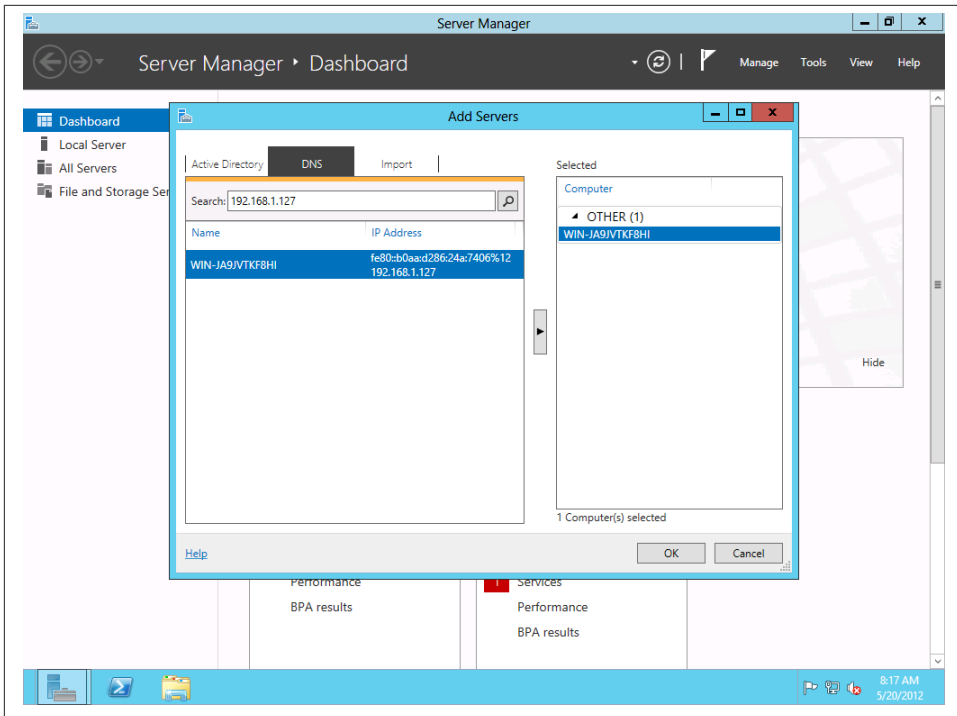 Server Manager
Server Manager ‣ Dashboard
Manage Tools View Help
Dashboard
Local Server
All Servers
File and Storage Ser
Add Servers
Active Directory DNS Import
Selected
Search: 192.168.1.127
Computer
OTHER (1)
WIN-JA9JVTKF8HI
Name IP Address
WIN-JA9JVTKF8HI
fe80::b0aa:d286:24a:7406%12
192.168.1.127
Hide
1 Computer(s) selected
Help
OK Cancel
Performance
BPA results
1 Services
Performance
BPA results
8:17 AM
5/20/2012